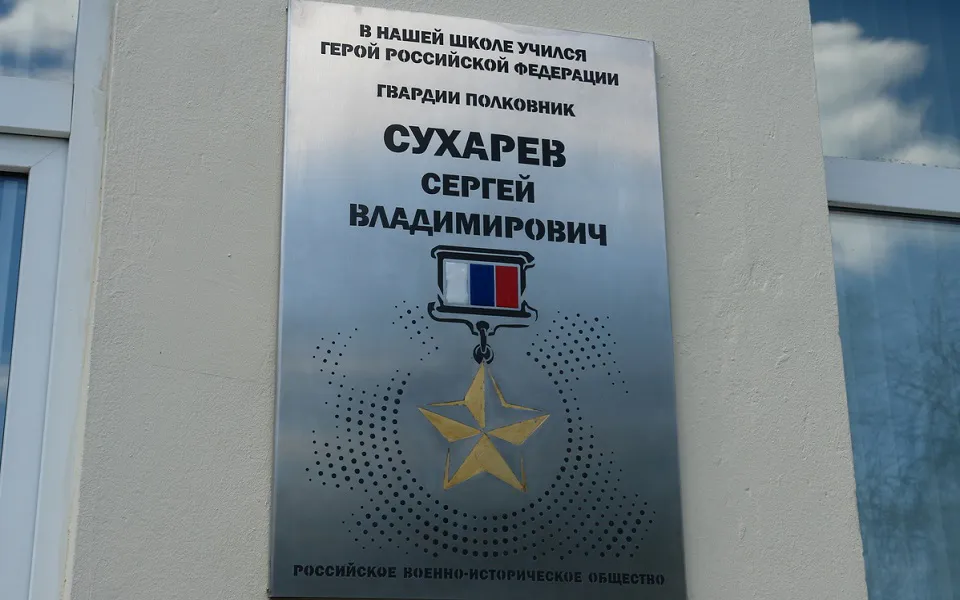 В НАШЕЙ ШКОЛЕ УЧИЛСЯ
ГЕРОЙ РОССИЙСКОЙ ФЕДЕРАЦИИ
ГВАРДИИ ПОЛКОВНИК
СУХАРЕВ
СЕРГЕЙ
ВЛАДИМИРОВИЧ
РОССИЙСКОЕ ВОЕННО-ИСТОРИЧЕСКОЕ ОБЩЕСТВО